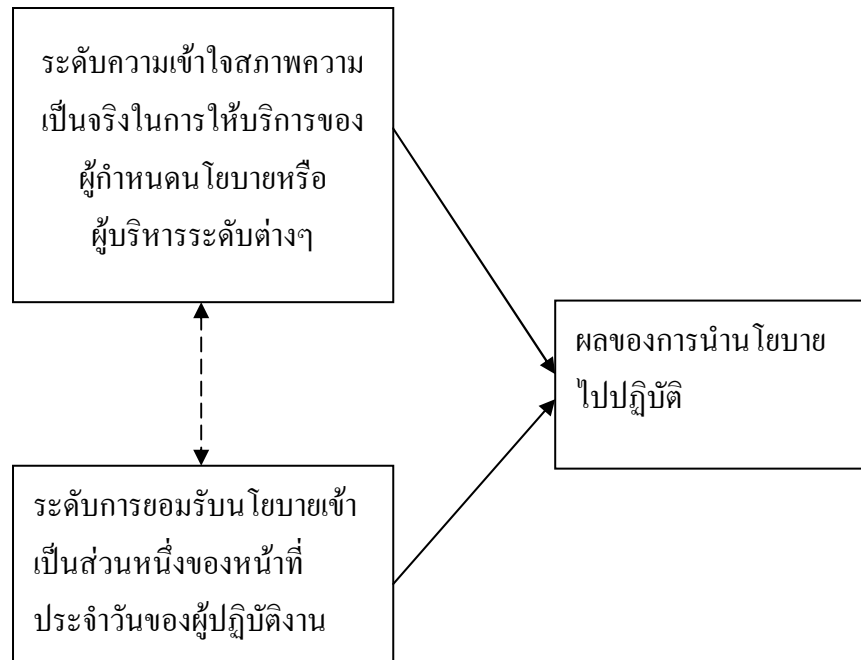 ระดับความเข้าใจสภาพความ
เป็นจริงในการให้บริการของ
ผู้กำหนดนโยบายหรือ
ผู้บริหารระดับต่างๆ
ผลของการนำนโยบาย
ไปปฏิบัติ
ระดับการยอมรับนโยบายเข้า
เป็นส่วนหนึ่งของหน้าที่
ประจำวันของผู้ปฏิบัติงาน